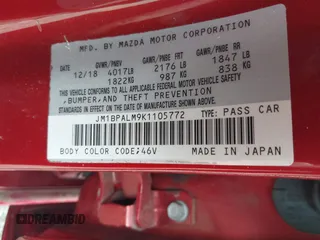 MFD. BY MAZDA MOTOR CORPORATION
GVWR/PNBV GAWR/PNBE FRT GAWR/PNBE RR
12/18 4017LB 2176 LB 1847 LB
1822KG 987 KG 838 KG
THIS VEHICLE CONFORMS TO ALL APPLICABLE FEDERAL MOTOR VEHICLE SAFETY,
BUMPER,AND THEFT PREVENTION
STANDARDS IN EFFECT ON THE DATE OF MANUFACTURE SHOWN ABOVE.
JM1BPALM9K1105772 TYPE: PASS CAR
BODY COLOR CODE;46V MADE IN JAPAN
DREAMBID